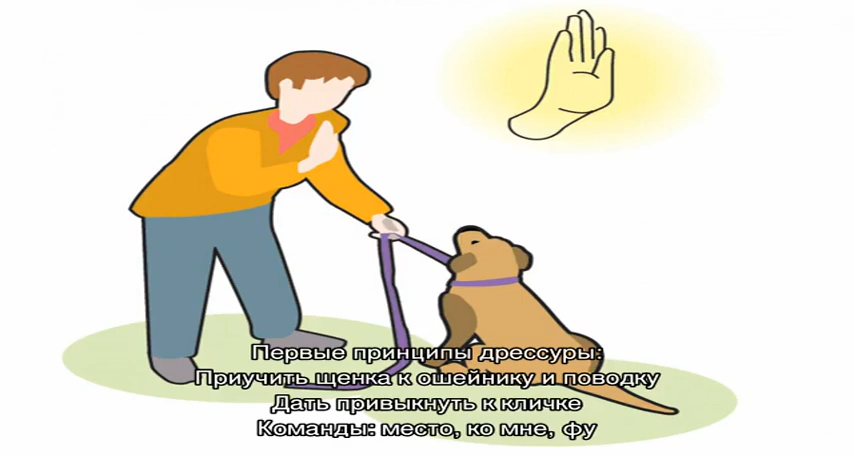 Первые принципы дрессуры:
Приучить щенка к ошейнику и поводку
Дать привыкнуть к кличке
Команды: место, ко мне, фу